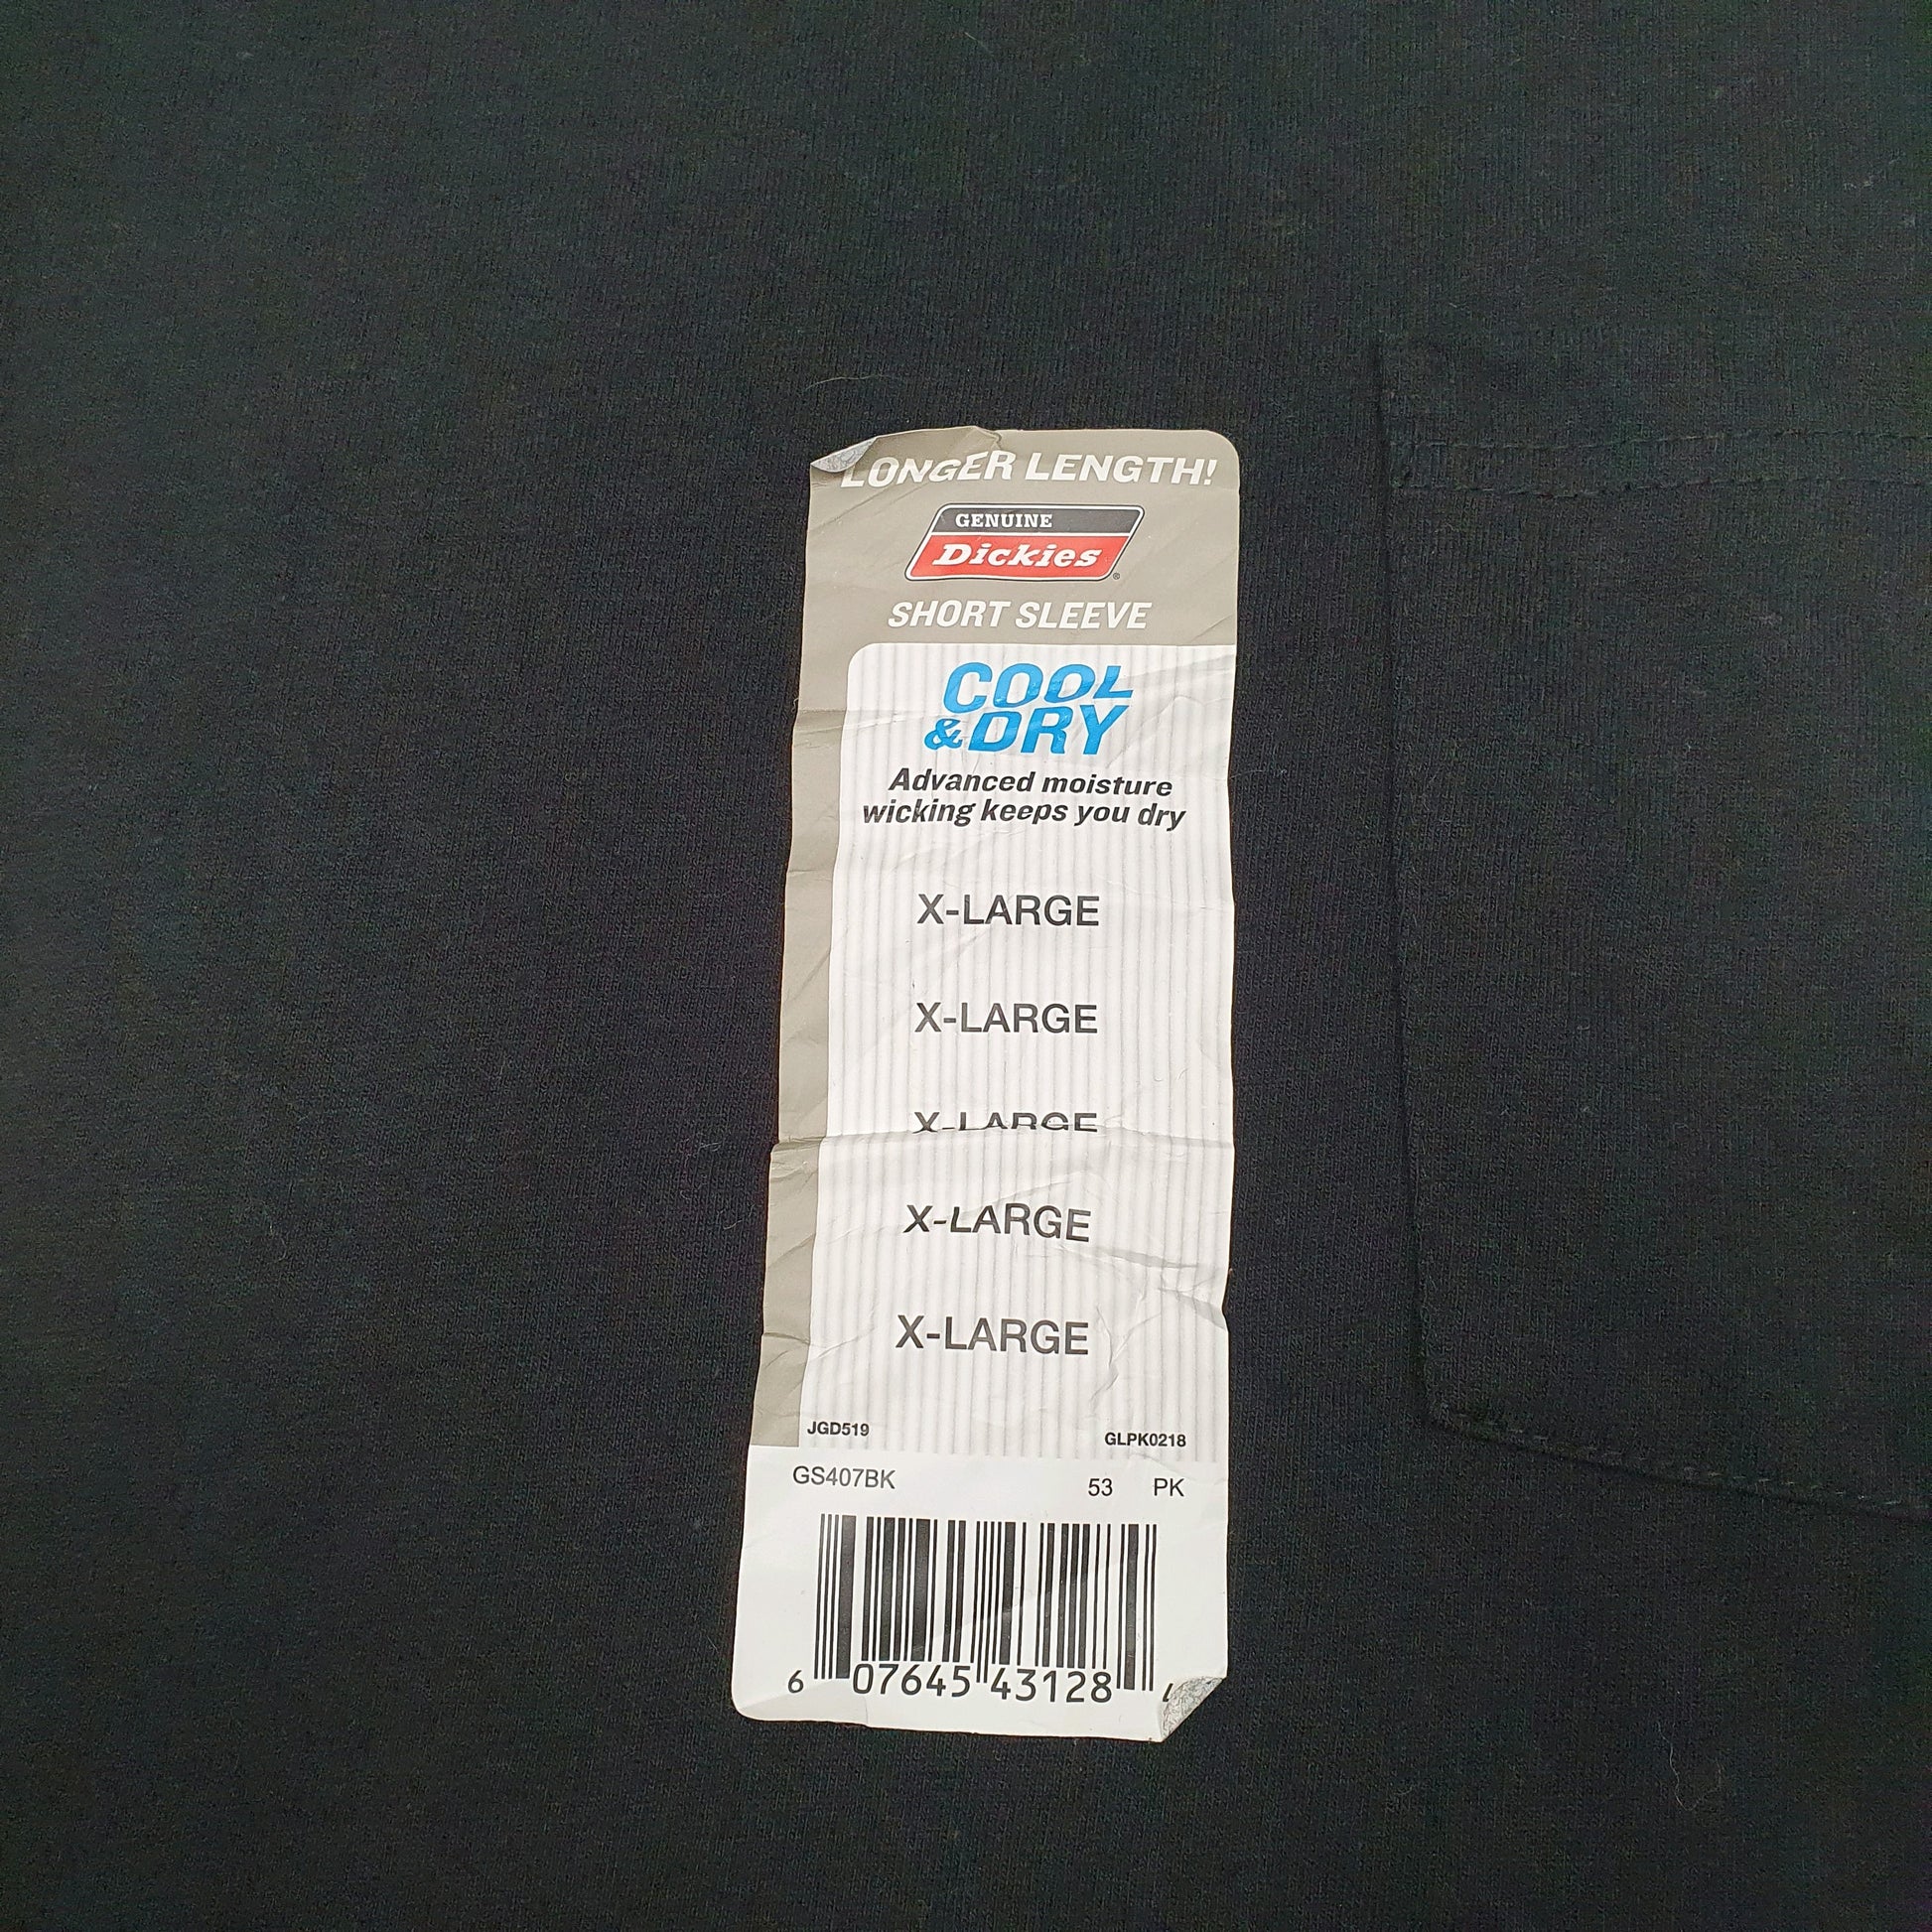 LONGER LENGTH!
GENUINE
Dickies®
SHORT SLEEVE
COOL
&DRY
Advanced moisture
wicking keeps you dry
X-LARGE
X-LARGE
X-LARGE
X-LARGE
X-LARGE
JGD519 GLPK0218
GS407BK 53 PK
6 07645 43128